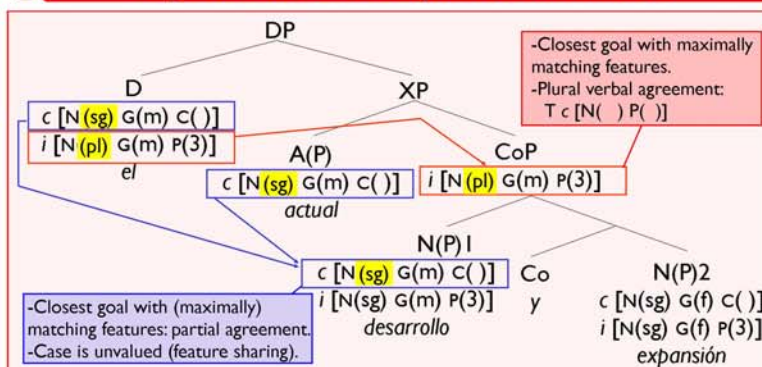 DP
-Closest goal with maximally
matching features.
-Plural verbal agreement:
T c [N( ) P( )]
D
XP
c [N(sg) G(m) C( )]
i [N(pl) G(m) P(3)]
el
A(P)
CoP
c [N(sg) G(m) C( )]
i [N(pl) G(m) P(3)]
actual
N(P)1
Co
N(P)2
c [N(sg) G(m) C( )]
y
c [N(sg) G(f) C( )]
-Closest goal with (maximally)
matching features: partial agreement.
-Case is unvalued (feature sharing).
i [N(sg) G(m) P(3)]
i [N(sg) G(f) P(3)]
desarrollo
expansión